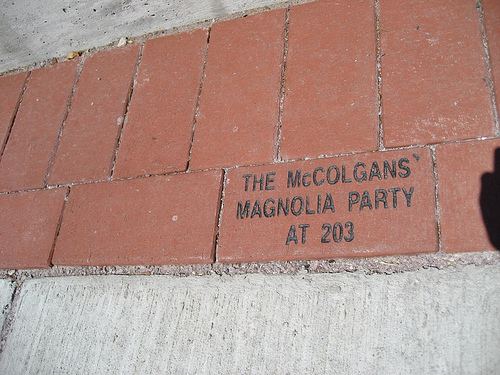 THE McCOLGANS'
MAGNOLIA PARTY
AT 203